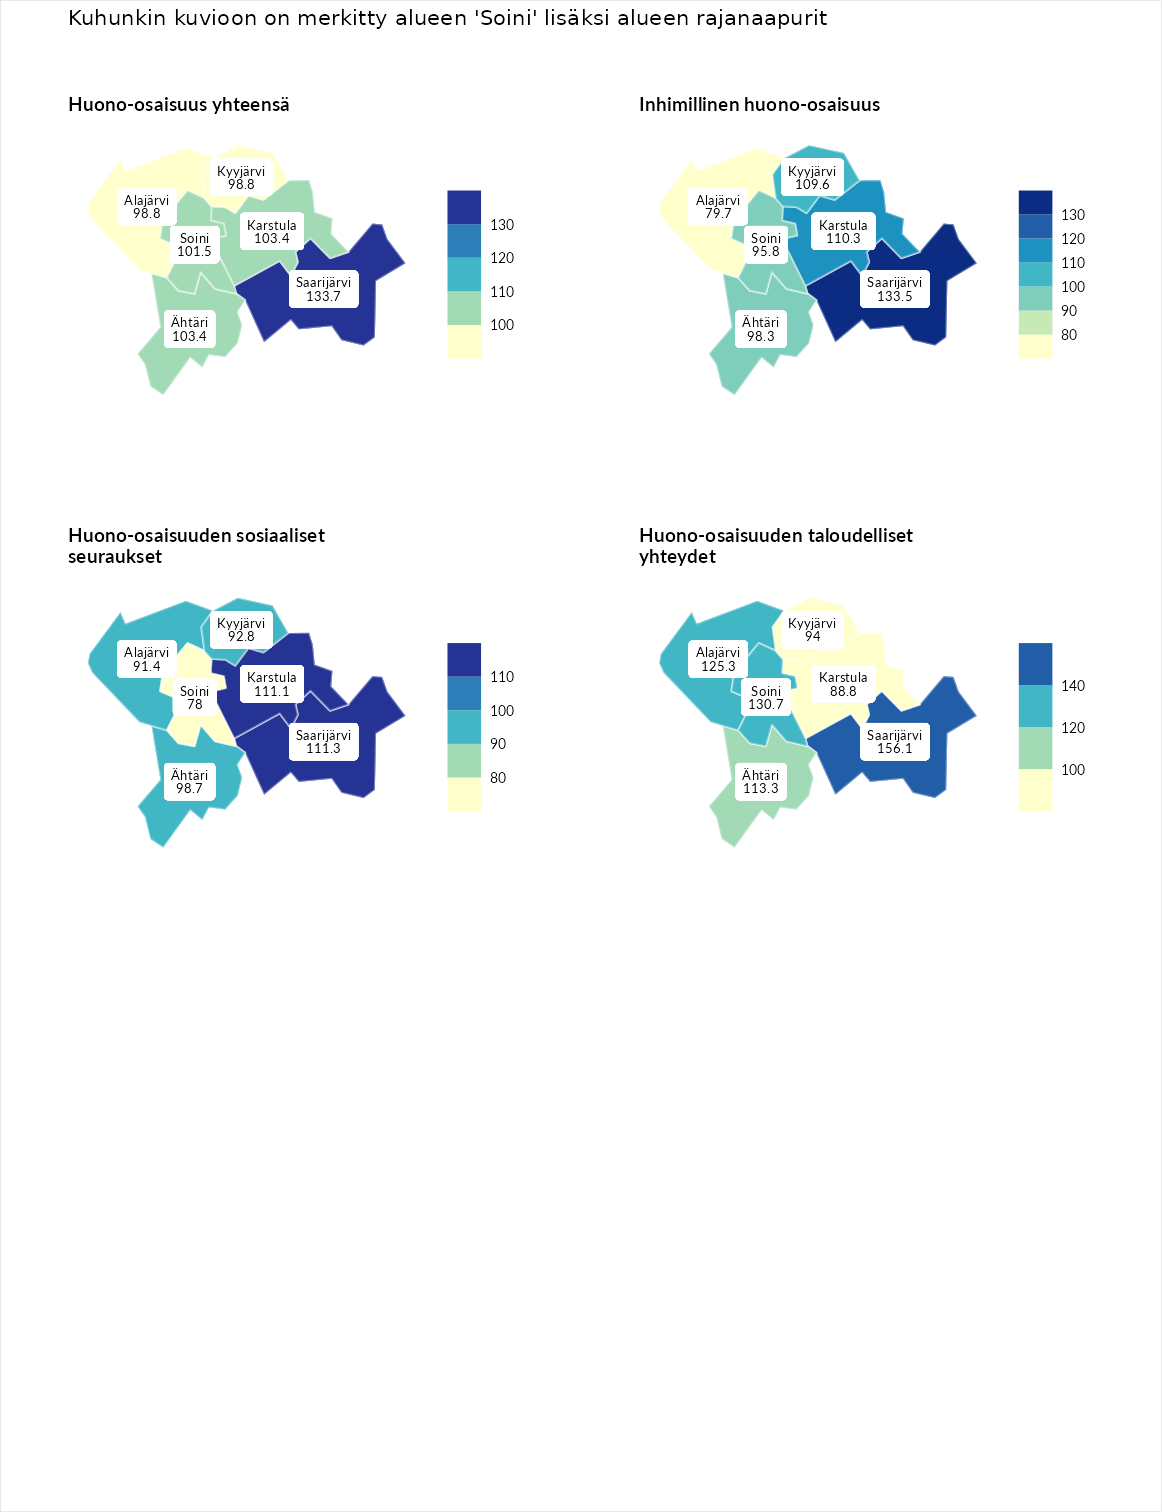 Kuhunkin kuvioon on merkitty alueen 'Soini' lisäksi alueen rajanaapurit
Huono-osaisuus yhteensä
Kyyjärvi
98.8
Alajärvi
98.8
Karstula
103.4
Soini
101.5
Saarijärvi
133.7
Ähtäri
103.4
130
120
110
100
Inhimillinen huono-osaisuus
Kyyjärvi
109.6
Alajärvi
79.7
Karstula
110.3
Soini
95.8
Saarijärvi
133.5
Ähtäri
98.3
130
120
110
100
90
80
Huono-osaisuuden sosiaaliset
seuraukset
Kyyjärvi
92.8
Alajärvi
91.4
Karstula
111.1
Soini
78
Saarijärvi
111.3
Ähtäri
98.7
110
100
90
80
Huono-osaisuuden taloudelliset
yhteydet
Kyyjärvi
94
Alajärvi
125.3
Karstula
88.8
Soini
130.7
Saarijärvi
156.1
Ähtäri
113.3
140
120
100